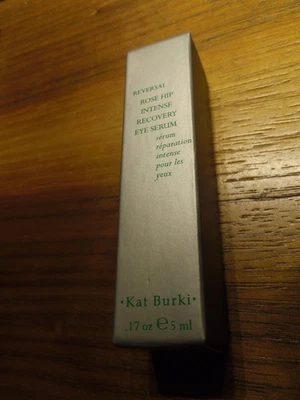 REVERSAL
ROSE HIP
INTENSE
RECOVERY
EYE SERUM
sérum
réparation
intense
pour les
yeux
·Kat Burki·
.17 oz ℮ 5 ml